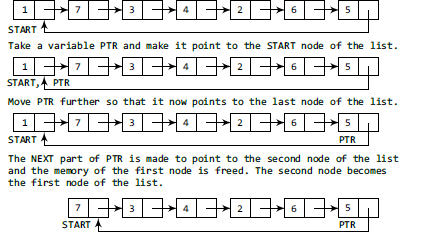 1 7 3 4 2 6 5
START
Take a variable PTR and make it point to the START node of the list.
1 7 3 4 2 6 5
START, PTR
Move PTR further so that it now points to the last node of the list.
1 7 3 4 2 6 5
START PTR
The NEXT part of PTR is made to point to the second node of the list
and the memory of the first node is freed. The second node becomes
the first node of the list.
7 3 4 2 6 5
START PTR